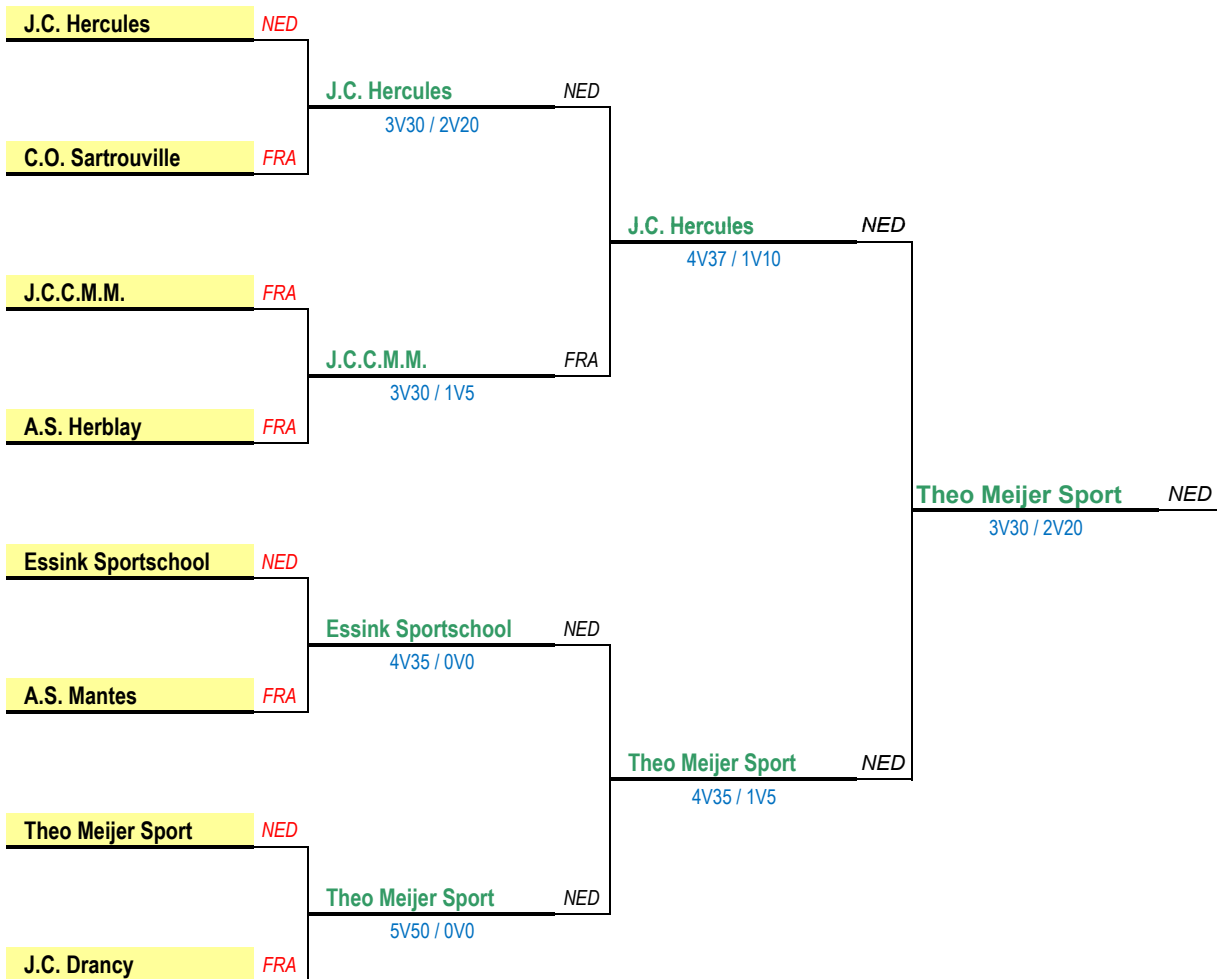 J.C. Hercules NED
J.C. Hercules NED
3V30 / 2V20
C.O. Sartrouville FRA
J.C. Hercules NED
4V37 / 1V10
J.C.C.M.M. FRA
J.C.C.M.M. FRA
3V30 / 1V5
A.S. Herblay FRA
Theo Meijer Sport NED
3V30 / 2V20
Essink Sportschool NED
Essink Sportschool NED
4V35 / 0V0
A.S. Mantes FRA
Theo Meijer Sport NED
4V35 / 1V5
Theo Meijer Sport NED
Theo Meijer Sport NED
5V50 / 0V0
J.C. Drancy FRA